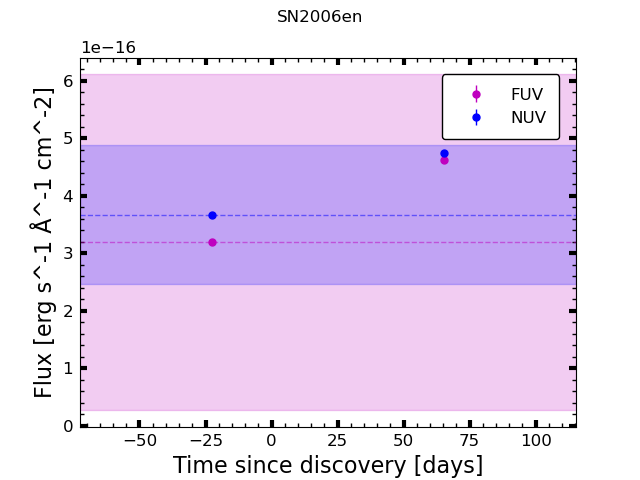 SN2006en
1e−16
FUV
NUV
6
5
4
3
2
1
0
Flux [erg s^-1 Å^-1 cm^-2]
−50
−25
0
25
50
75
100
Time since discovery [days]